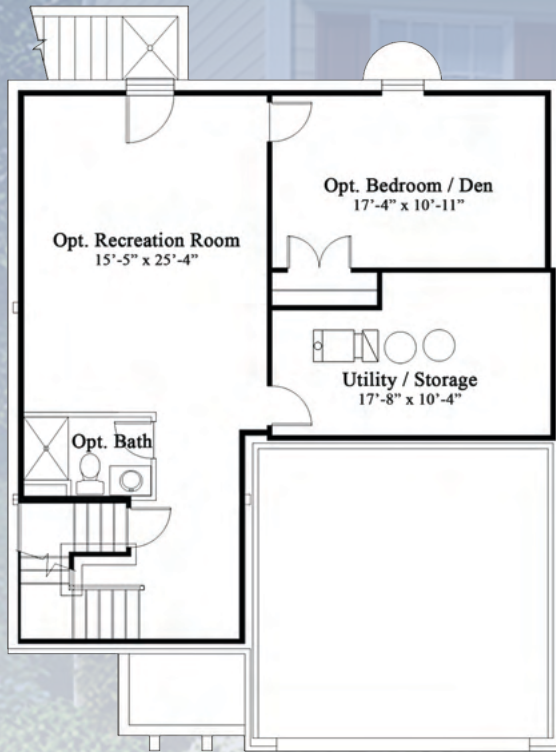 Opt. Bedroom / Den
17’-4” x 10’-11”
Opt. Recreation Room
15’-5” x 25’-4”
Utility / Storage
17’-8” x 10’-4”
Opt. Bath